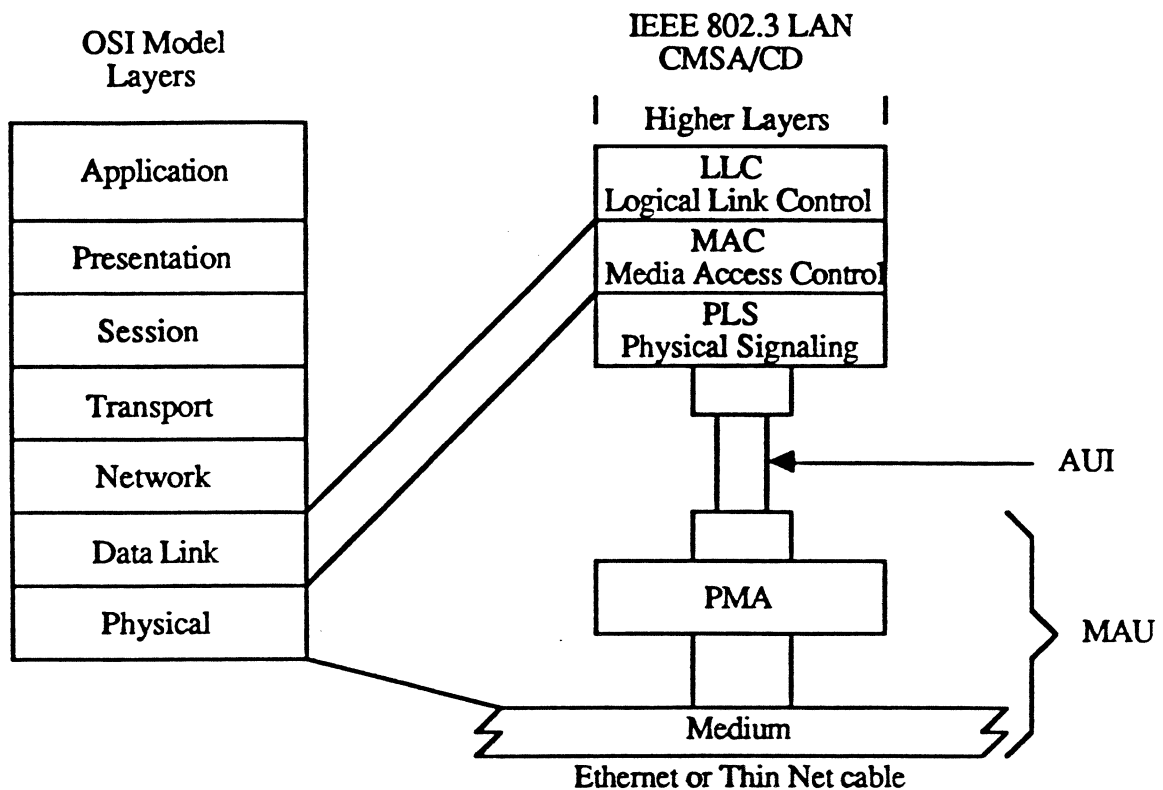 OSI Model
Layers
Application
Presentation
Session
Transport
Network
Data Link
Physical
IEEE 802.3 LAN
CMSA/CD
Higher Layers
LLC
Logical Link Control
MAC
Media Access Control
PLS
Physical Signaling
AUI
PMA
MAU
Medium
Ethernet or Thin Net cable